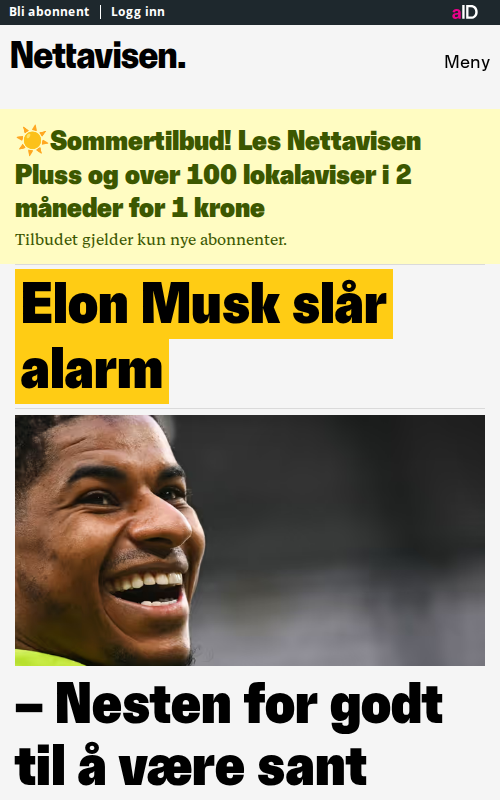 Bli abonnent | Logg inn
aID
Nettavisen.
Meny
☀️Sommertilbud! Les Nettavisen
Pluss og over 100 lokalaviser i 2
måneder for 1 krone
Tilbudet gjelder kun nye abonnenter.
Elon Musk slår
alarm
– Nesten for godt
til å være sant